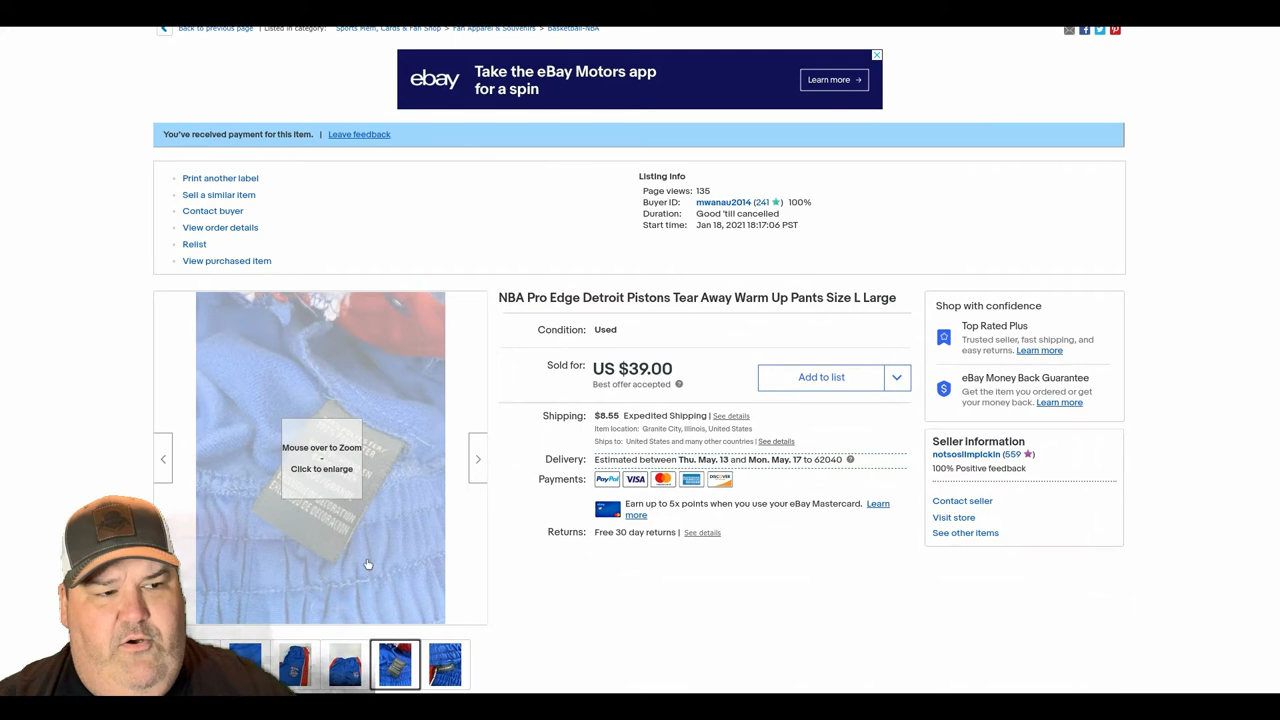 Back to previous page | Listed in category: Sports Mem, Cards & Fan Shop > Fan Apparel & Souvenirs > Basketball-NBA
ebay
Take the eBay Motors app
for a spin
Learn more →
You've received payment for this item. | Leave feedback
Print another label
Sell a similar item
Contact buyer
View order details
Relist
View purchased item
Listing Info
Page views: 135
Buyer ID: mwanau2014 (241 ★) 100%
Duration: Good 'till cancelled
Start time: Jan 18, 2021 18:17:06 PST
Mouse over to Zoom
-
Click to enlarge
NBA Pro Edge Detroit Pistons Tear Away Warm Up Pants Size L Large
Condition: Used
Sold for: US $39.00
Best offer accepted
Add to list
Shipping: $8.55 Expedited Shipping | See details
Item location: Granite City, Illinois, United States
Ships to: United States and many other countries | See details
Delivery: Estimated between Thu. May. 13 and Mon. May. 17 to 62040
Payments: PayPal VISA
Earn up to 5x points when you use your eBay Mastercard. Learn
more
Returns: Free 30 day returns | See details
Shop with confidence
Top Rated Plus
Trusted seller, fast shipping, and
easy returns. Learn more
eBay Money Back Guarantee
Get the item you ordered or get
your money back. Learn more
Seller information
notsoslimpickin (559 ★)
100% Positive feedback
Contact seller
Visit store
See other items